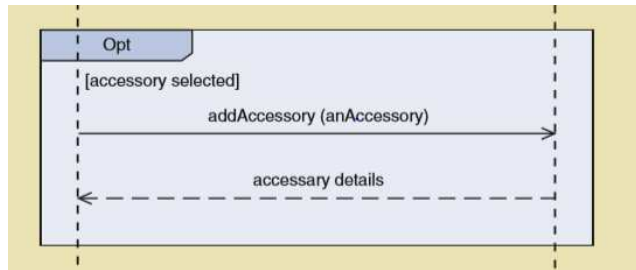 Opt
[accessory selected]
addAccessory (anAccessory)
accessary details